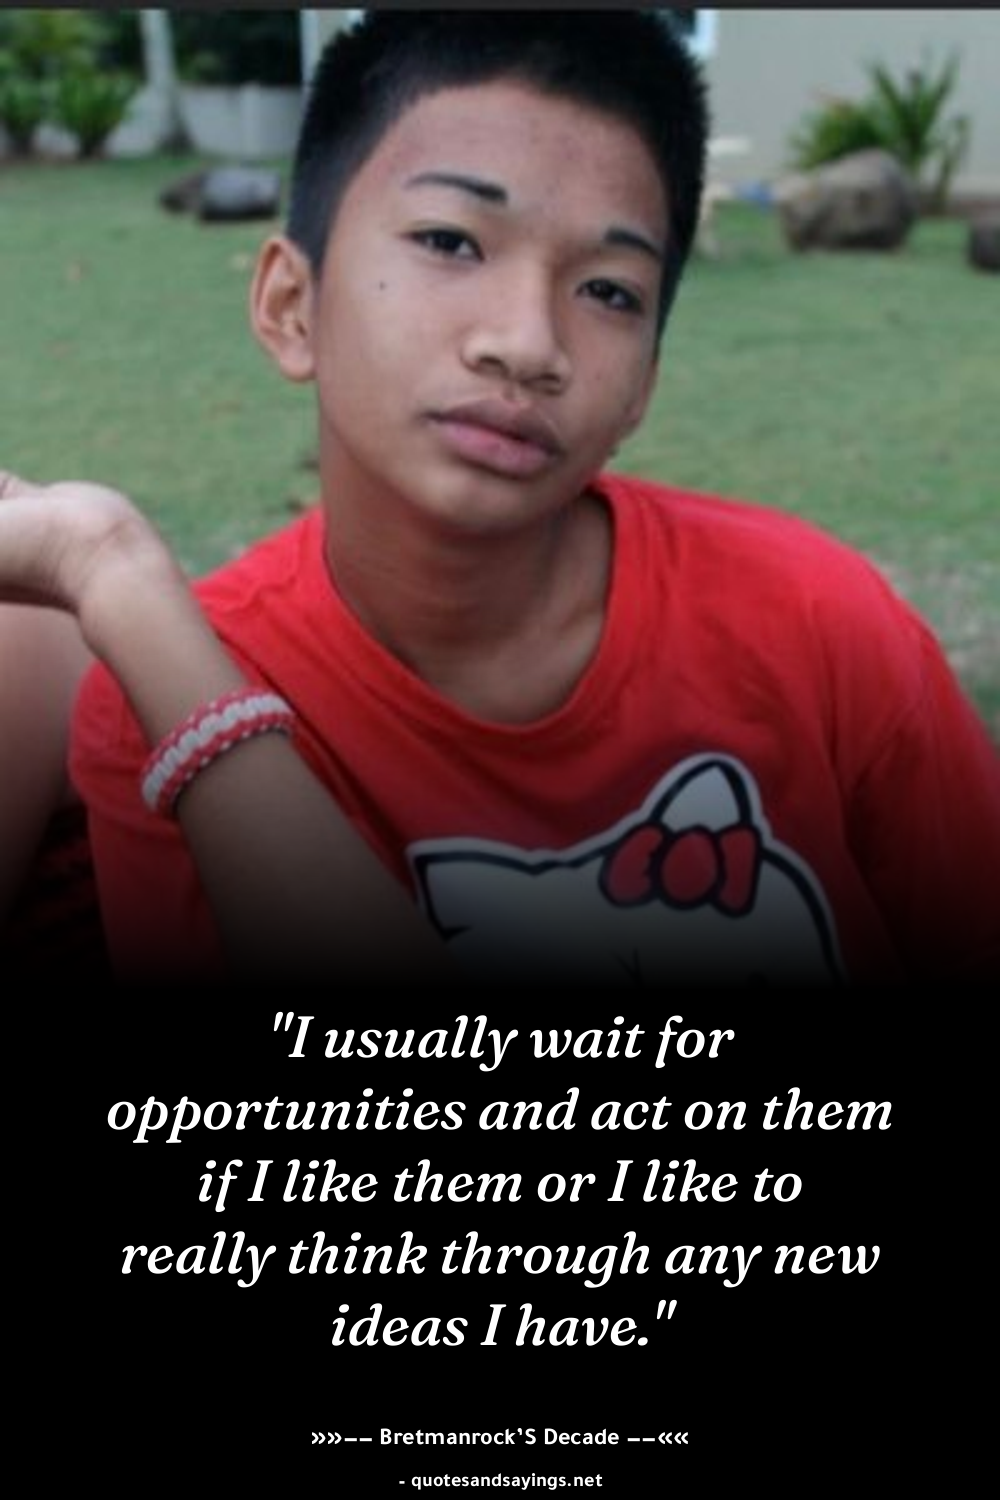 "I usually wait for
opportunities and act on them
if I like them or I like to
really think through any new
ideas I have."
»»–– Bretmanrock’S Decade ––««
- quotesandsayings.net